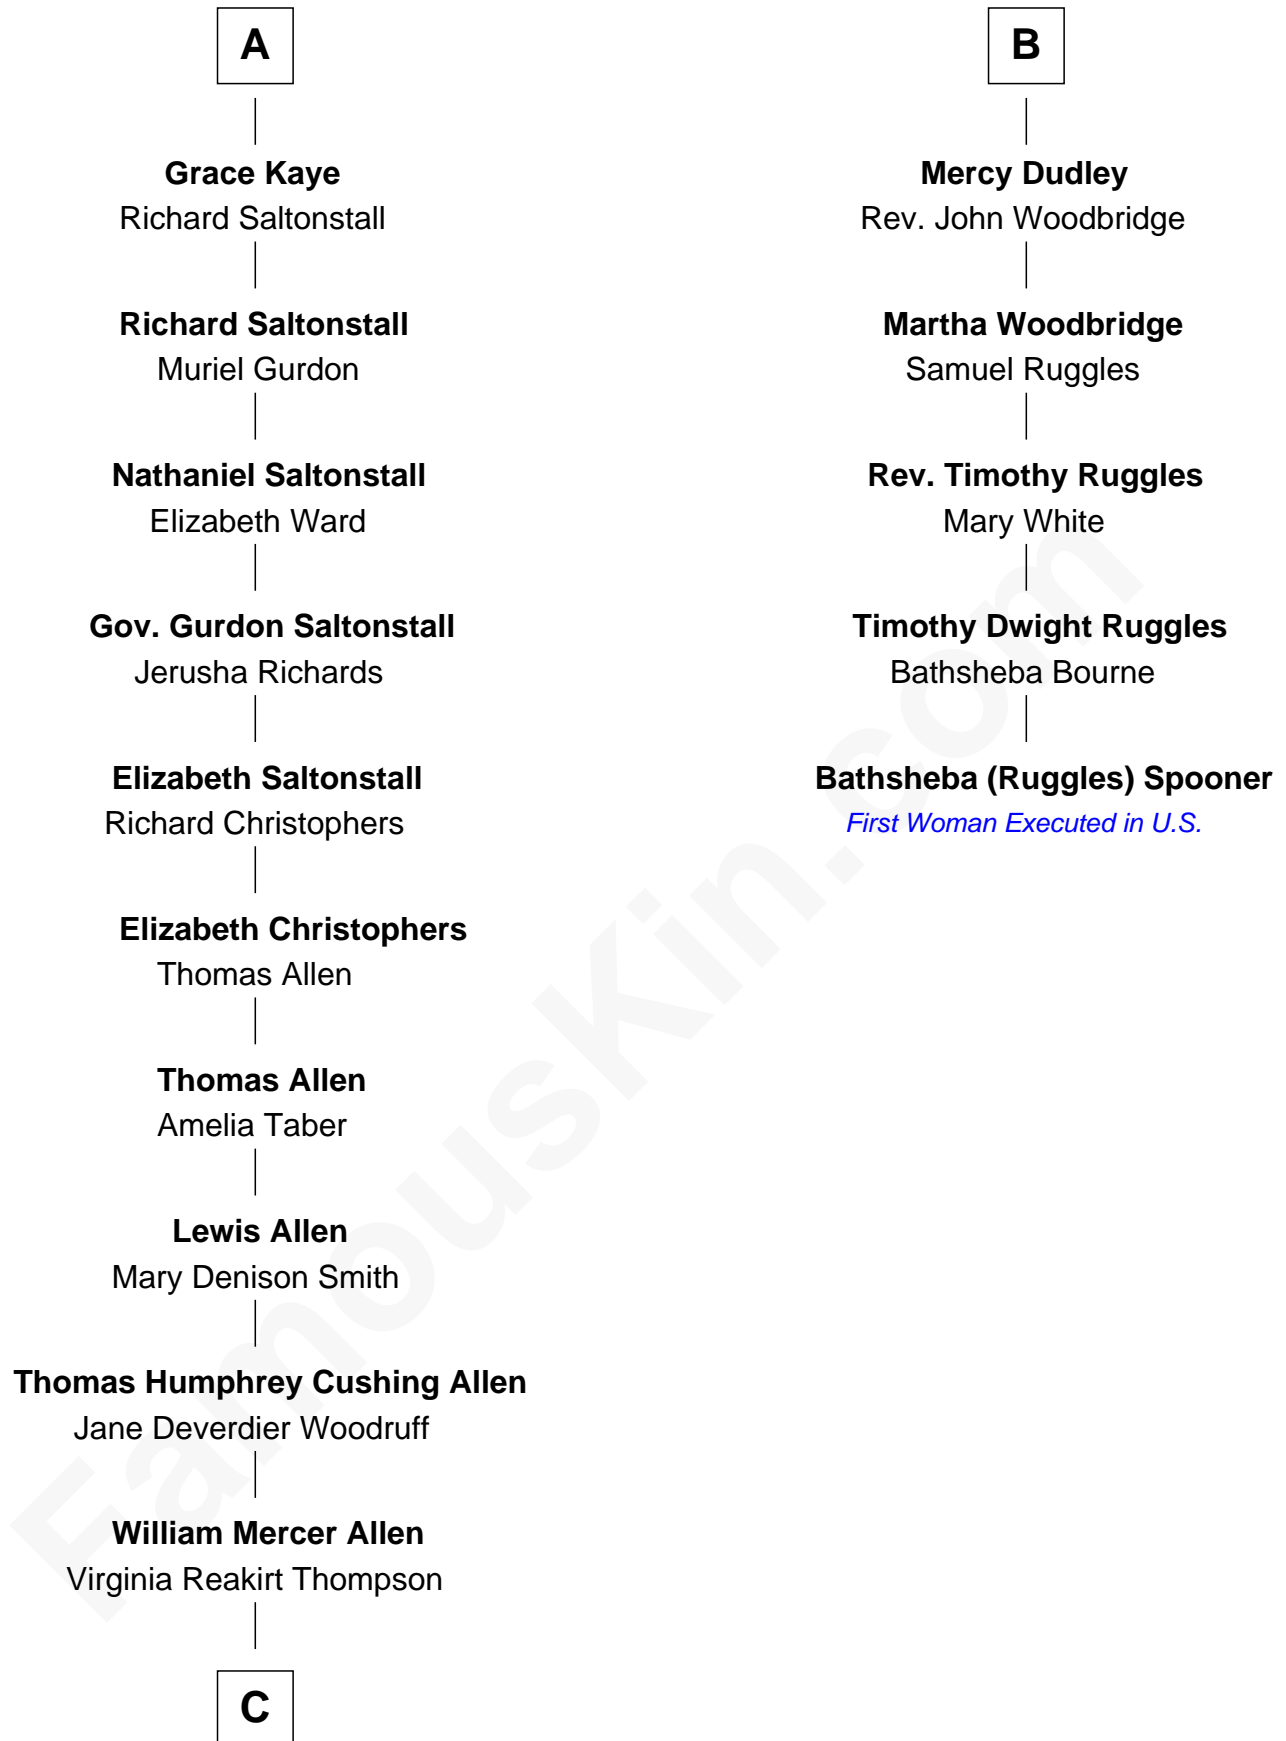 A
Grace Kaye
Richard Saltonstall
Richard Saltonstall
Muriel Gurdon
Nathaniel Saltonstall
Elizabeth Ward
Gov. Gurdon Saltonstall
Jerusha Richards
Elizabeth Saltonstall
Richard Christophers
Elizabeth Christophers
Thomas Allen
Thomas Allen
Amelia Taber
Lewis Allen
Mary Denison Smith
Thomas Humphrey Cushing Allen
Jane Deverdier Woodruff
William Mercer Allen
Virginia Reakirt Thompson
C
B
Mercy Dudley
Rev. John Woodbridge
Martha Woodbridge
Samuel Ruggles
Rev. Timothy Ruggles
Mary White
Timothy Dwight Ruggles
Bathsheba Bourne
Bathsheba (Ruggles) Spooner
First Woman Executed in U.S.
FamousKin.com